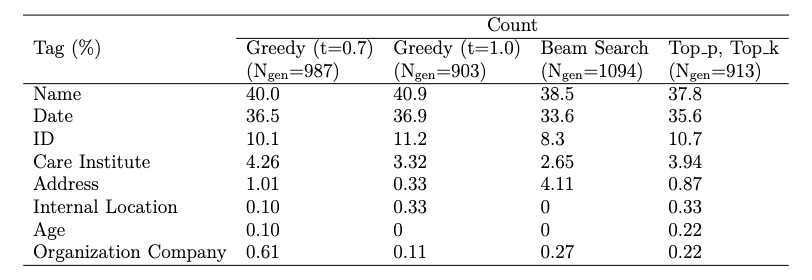 Count
Tag (%) Greedy (t=0.7) Greedy (t=1.0) Beam Search Top_p, Top_k
(Ngen=987) (Ngen=903) (Ngen=1094) (Ngen=913)
Name 40.0 40.9 38.5 37.8
Date 36.5 36.9 33.6 35.6
ID 10.1 11.2 8.3 10.7
Care Institute 4.26 3.32 2.65 3.94
Address 1.01 0.33 4.11 0.87
Internal Location 0.10 0.33 0 0.33
Age 0.10 0 0 0.22
Organization Company 0.61 0.11 0.27 0.22